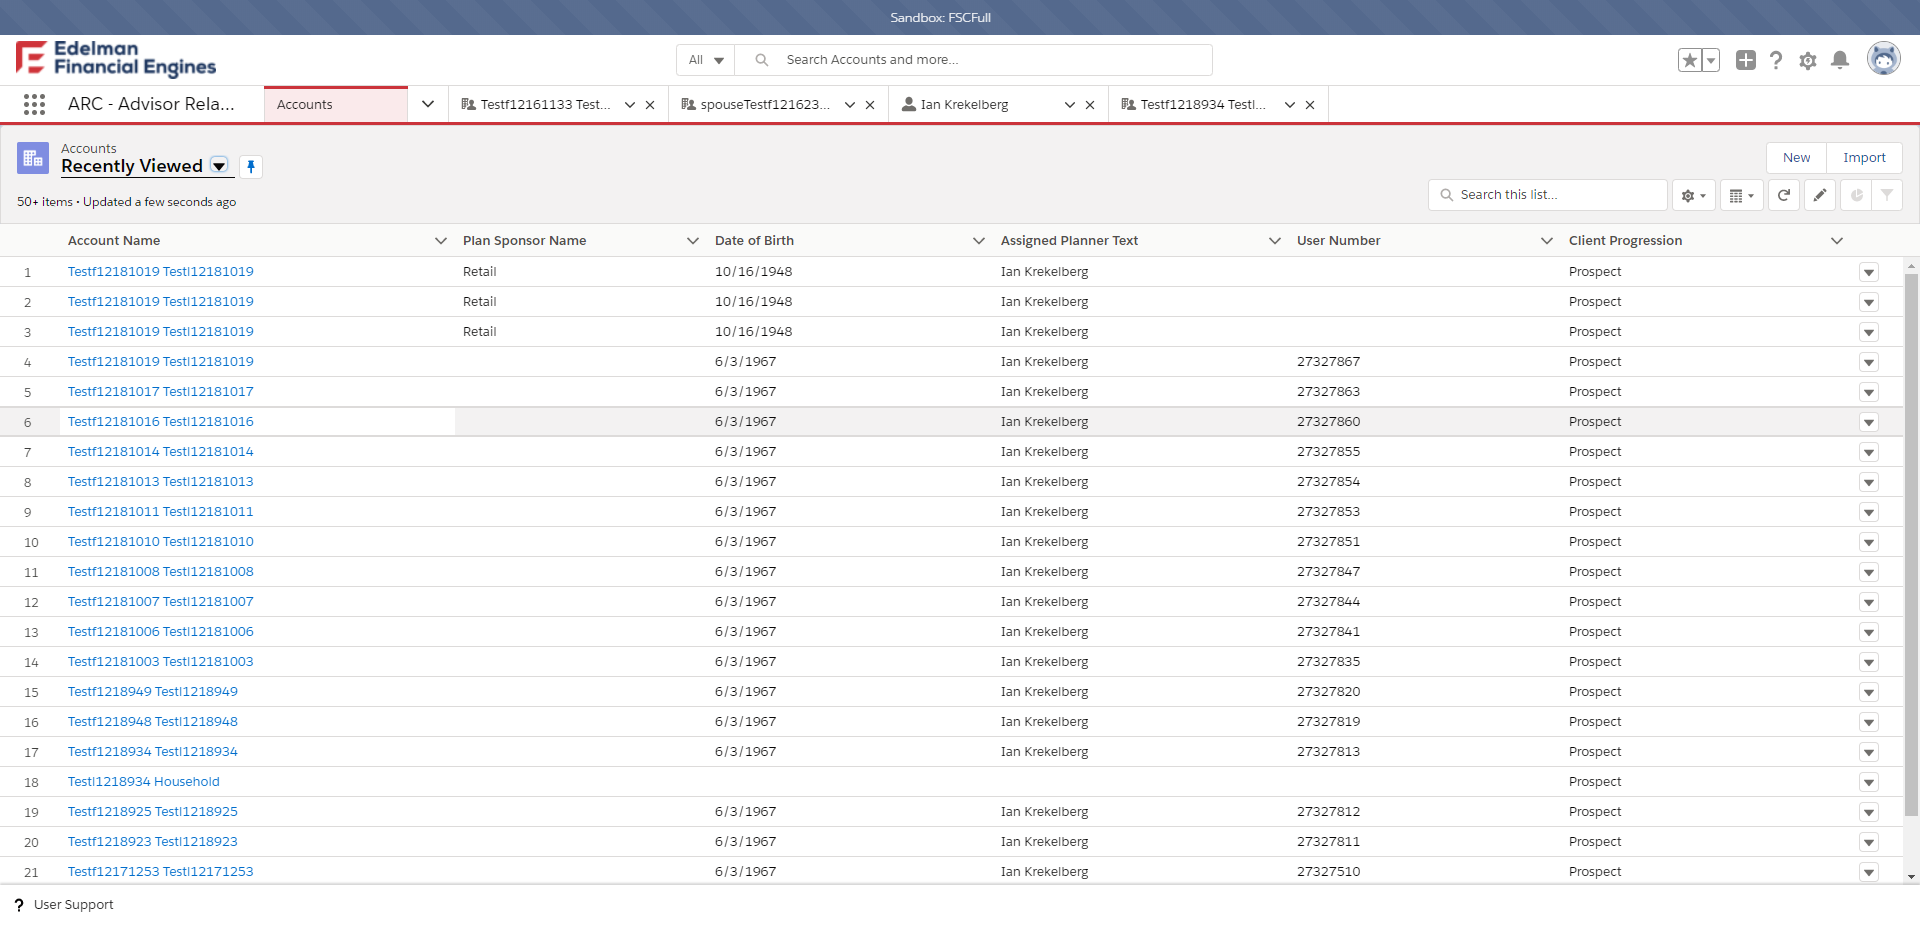 Sandbox: FSCFull
Edelman
Financial Engines
All
Search Accounts and more...
ARC - Advisor Rela...
Accounts
Testf12161133 Test...
spouseTestf121623...
Ian Krekelberg
Testf1218934 Testl...
Accounts
Recently Viewed
New
Import
50+ items • Updated a few seconds ago
Search this list...
Account Name Plan Sponsor Name Date of Birth Assigned Planner Text User Number Client Progression
1 Testf12181019 Testl12181019 Retail 10/16/1948 Ian Krekelberg Prospect
2 Testf12181019 Testl12181019 Retail 10/16/1948 Ian Krekelberg Prospect
3 Testf12181019 Testl12181019 Retail 10/16/1948 Ian Krekelberg Prospect
4 Testf12181019 Testl12181019 6/3/1967 Ian Krekelberg 27327867 Prospect
5 Testf12181017 Testl12181017 6/3/1967 Ian Krekelberg 27327863 Prospect
6 Testf12181016 Testl12181016 6/3/1967 Ian Krekelberg 27327860 Prospect
7 Testf12181014 Testl12181014 6/3/1967 Ian Krekelberg 27327855 Prospect
8 Testf12181013 Testl12181013 6/3/1967 Ian Krekelberg 27327854 Prospect
9 Testf12181011 Testl12181011 6/3/1967 Ian Krekelberg 27327853 Prospect
10 Testf12181010 Testl12181010 6/3/1967 Ian Krekelberg 27327851 Prospect
11 Testf12181008 Testl12181008 6/3/1967 Ian Krekelberg 27327847 Prospect
12 Testf12181007 Testl12181007 6/3/1967 Ian Krekelberg 27327844 Prospect
13 Testf12181006 Testl12181006 6/3/1967 Ian Krekelberg 27327841 Prospect
14 Testf12181003 Testl12181003 6/3/1967 Ian Krekelberg 27327835 Prospect
15 Testf1218949 Testl1218949 6/3/1967 Ian Krekelberg 27327820 Prospect
16 Testf1218948 Testl1218948 6/3/1967 Ian Krekelberg 27327819 Prospect
17 Testf1218934 Testl1218934 6/3/1967 Ian Krekelberg 27327813 Prospect
18 Testl1218934 Household Prospect
19 Testf1218925 Testl1218925 6/3/1967 Ian Krekelberg 27327812 Prospect
20 Testf1218923 Testl1218923 6/3/1967 Ian Krekelberg 27327811 Prospect
21 Testf12171253 Testl12171253 6/3/1967 Ian Krekelberg 27327510 Prospect
? User Support